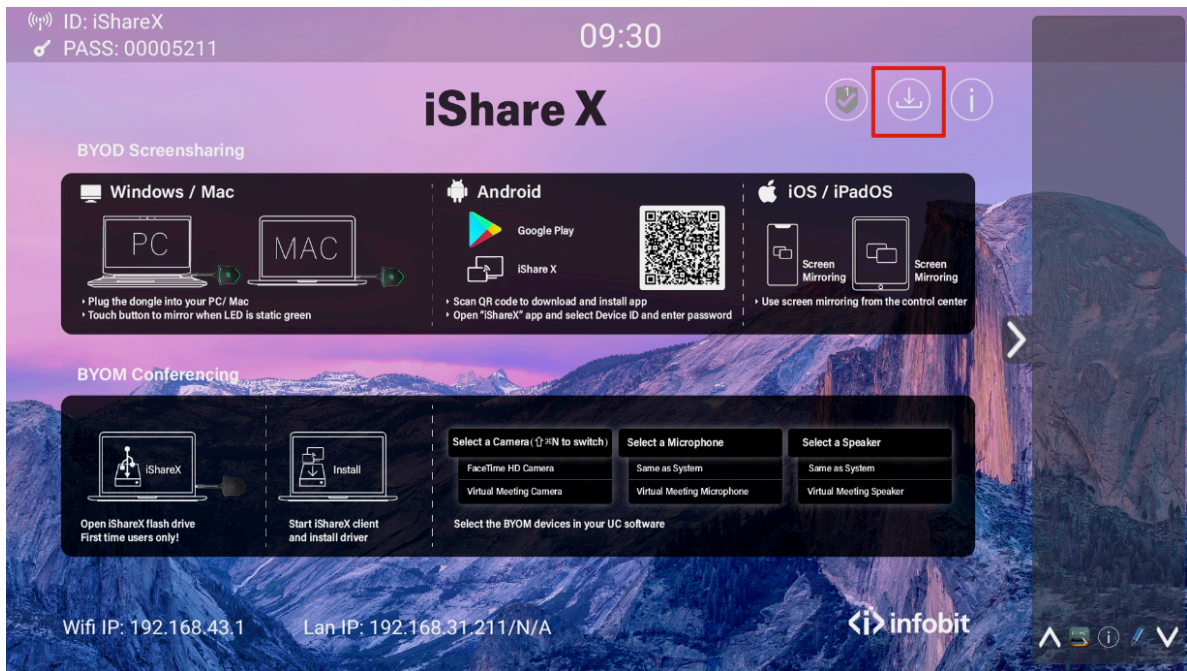 ID: iShareX
PASS: 00005211
09:30
iShare X
1
i
BYOD Screensharing
Windows / Mac
PC
MAC
‣ Plug the dongle into your PC/ Mac
‣ Touch button to mirror when LED is static green
Android
Google Play
iShare X
‣ Scan QR code to download and install app
‣ Open “iShareX” app and select Device ID and enter password
iOS / iPadOS
Screen
Mirroring
Screen
Mirroring
‣ Use screen mirroring from the control center
BYOM Conferencing
iShareX
Open iShareX flash drive
First time users only!
Install
Start iShareX client
and install driver
Select a Camera(⇧⌘N to switch)
FaceTime HD Camera
Virtual Meeting Camera
Select a Microphone
Same as System
Virtual Meeting Microphone
Select a Speaker
Same as System
Virtual Meeting Speaker
Select the BYOM devices in your UC software
Wifi IP: 192.168.43.1
Lan IP: 192.168.31.211/N/A
<i> infobit